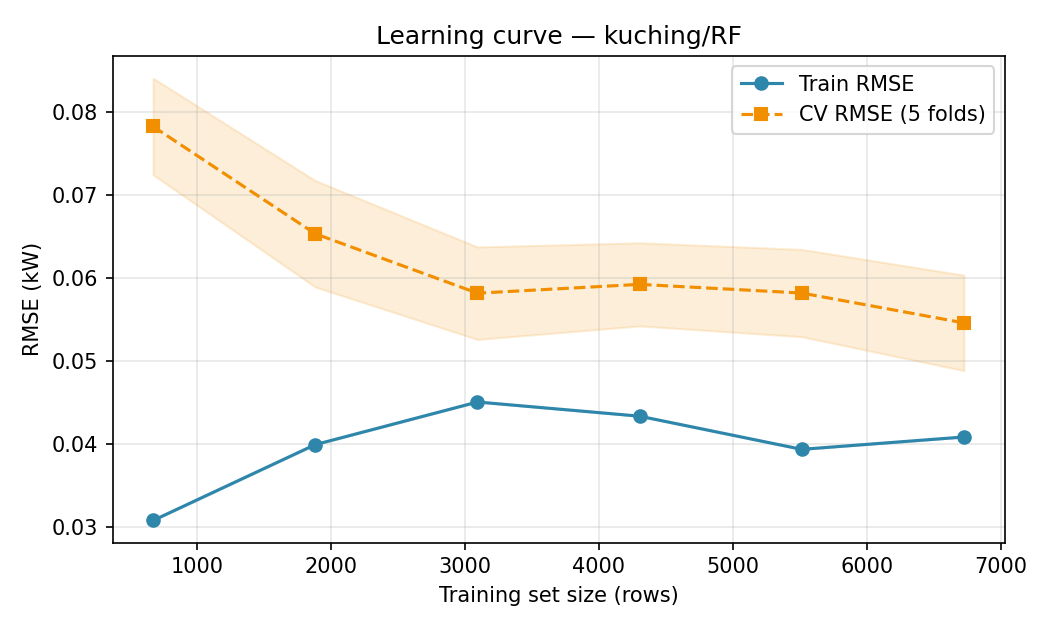 Learning curve — kuching/RF
Train RMSE
CV RMSE (5 folds)
RMSE (kW)
0.08
0.07
0.06
0.05
0.04
0.03
1000 2000 3000 4000 5000 6000 7000
Training set size (rows)